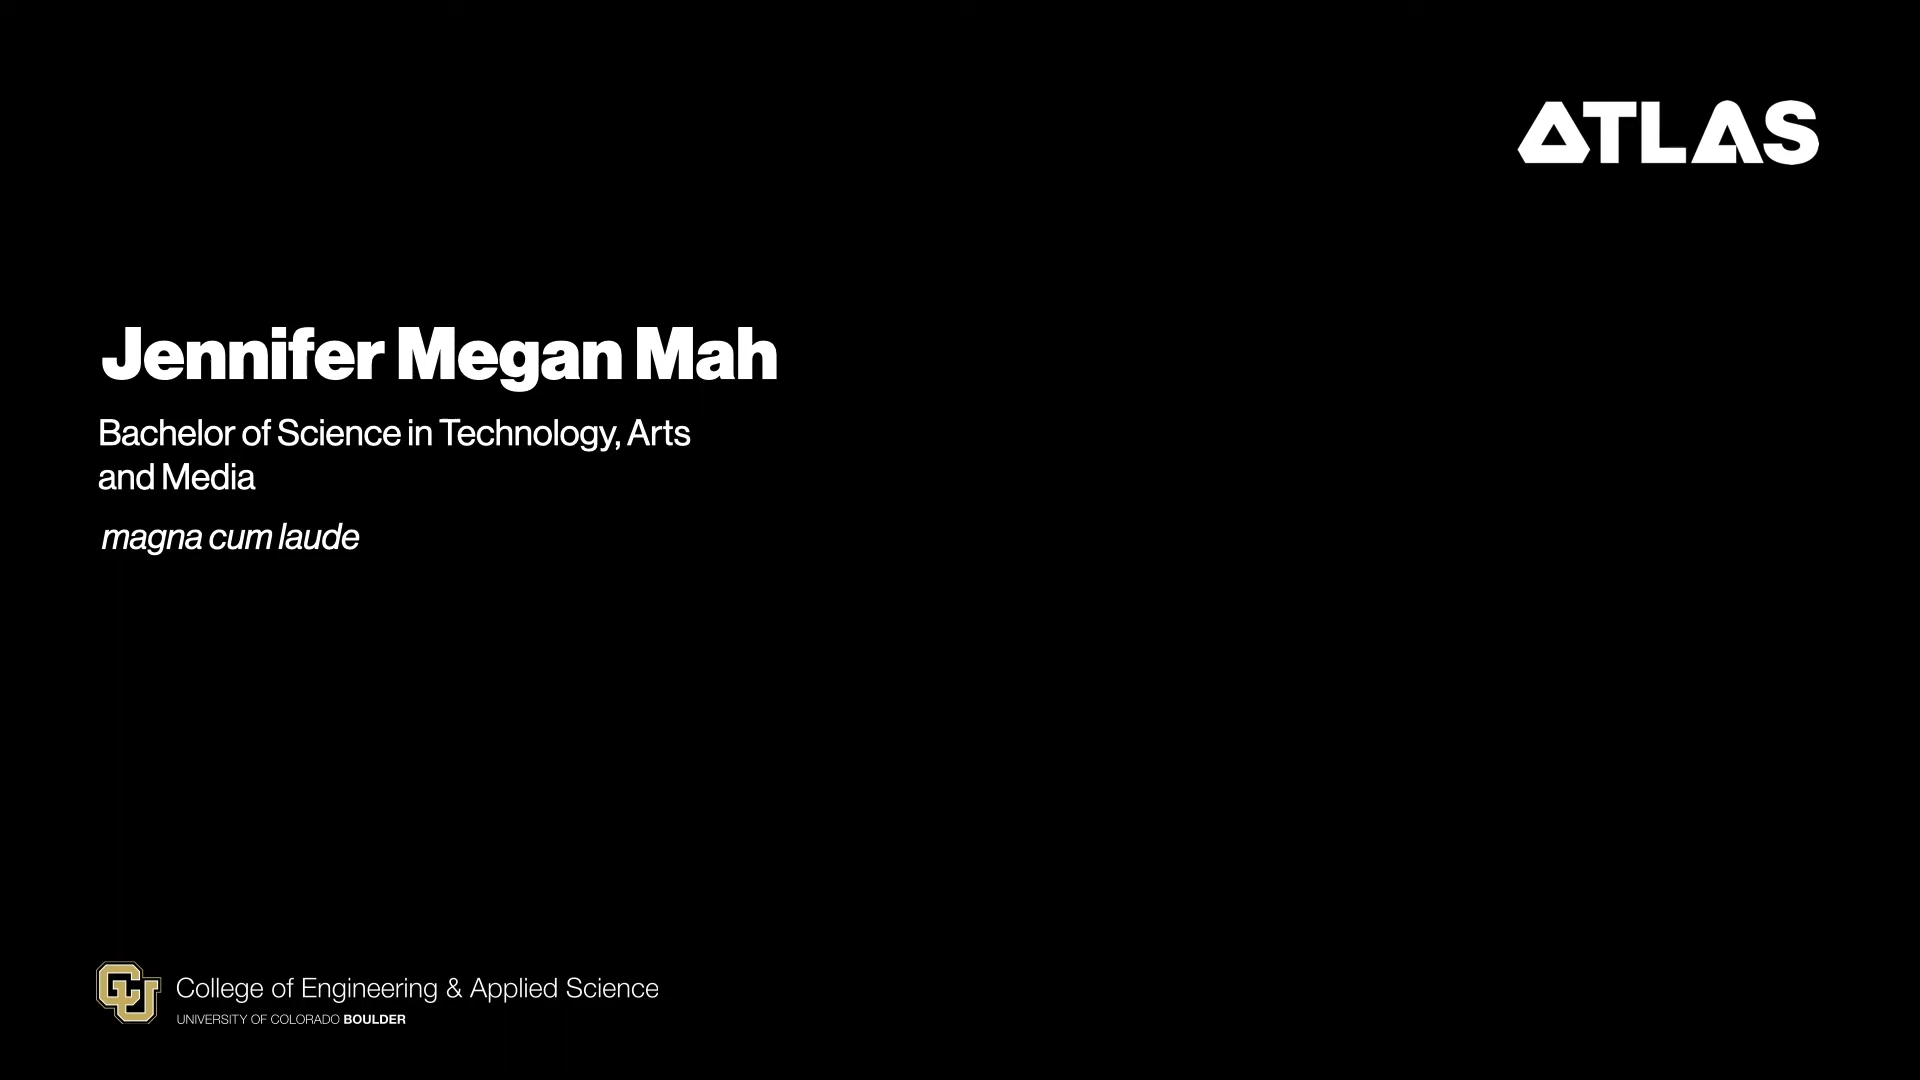 ATLAS
Jennifer Megan Mah
Bachelor of Science in Technology, Arts
and Media
magna cum laude
CU
College of Engineering & Applied Science
UNIVERSITY OF COLORADO BOULDER